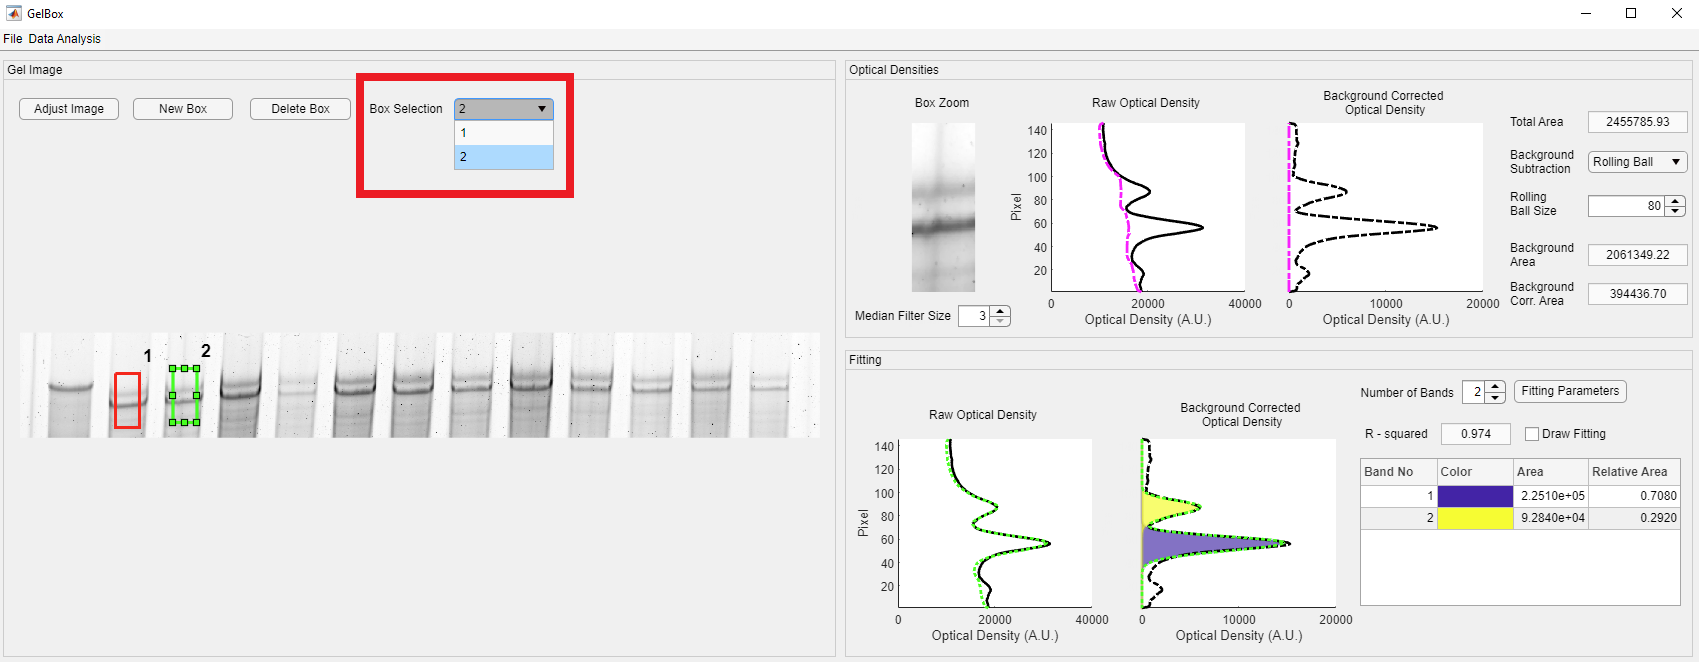 GelBox
File Data Analysis
Gel Image
Adjust Image
New Box
Delete Box
Box Selection
2
1
2
1
2
Optical Densities
Box Zoom
Median Filter Size
3
Raw Optical Density
Pixel
140
120
100
80
60
40
20
0
20000
40000
Optical Density (A.U.)
Background Corrected
Optical Density
0
10000
20000
Optical Density (A.U.)
Total Area
2455785.93
Background
Subtraction
Rolling Ball
Rolling
Ball Size
80
Background
Area
2061349.22
Background
Corr. Area
394436.70
Fitting
Raw Optical Density
Pixel
140
120
100
80
60
40
20
0
20000
40000
Optical Density (A.U.)
Background Corrected
Optical Density
0
10000
20000
Optical Density (A.U.)
Number of Bands
2
Fitting Parameters
R - squared
0.974
Draw Fitting
Band No Color Area Relative Area
1 2.2510e+05 0.7080
2 9.2840e+04 0.2920